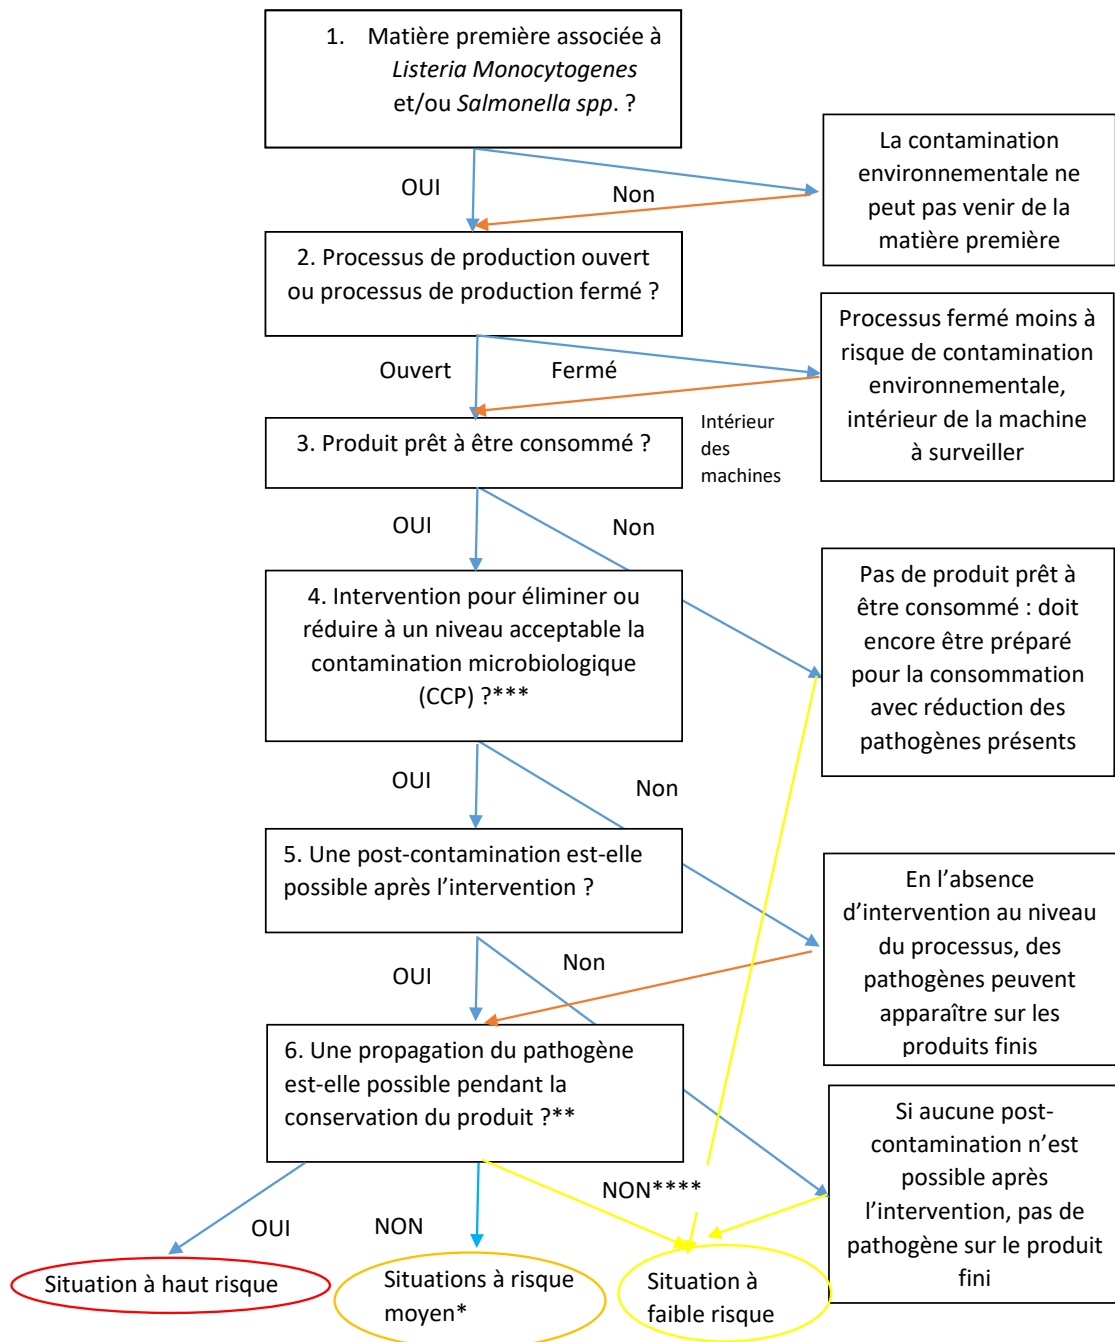 1. Matière première associée à
Listeria Monocytogenes
et/ou Salmonella spp. ?
La contamination
environnementale ne
peut pas venir de la
matière première
OUI
Non
2. Processus de production ouvert
ou processus de production fermé ?
Processus fermé moins à
risque de contamination
environnementale,
intérieur de la machine
à surveiller
Ouvert
Fermé
3. Produit prêt à être consommé ?
Intérieur
des
machines
OUI
Non
Pas de produit prêt à
être consommé : doit
encore être préparé
pour la consommation
avec réduction des
pathogènes présents
4. Intervention pour éliminer ou
réduire à un niveau acceptable la
contamination microbiologique
(CCP) ?***
OUI
Non
5. Une post-contamination est-elle
possible après l’intervention ?
En l’absence
d’intervention au niveau
du processus, des
pathogènes peuvent
apparaître sur les
produits finis
OUI
Non
6. Une propagation du pathogène
est-elle possible pendant la
conservation du produit ?**
Si aucune post-
contamination n’est
possible après
l’intervention, pas de
pathogène sur le produit
fini
OUI
NON
NON****
Situation à haut risque
Situations à risque
moyen*
Situation à
faible risque